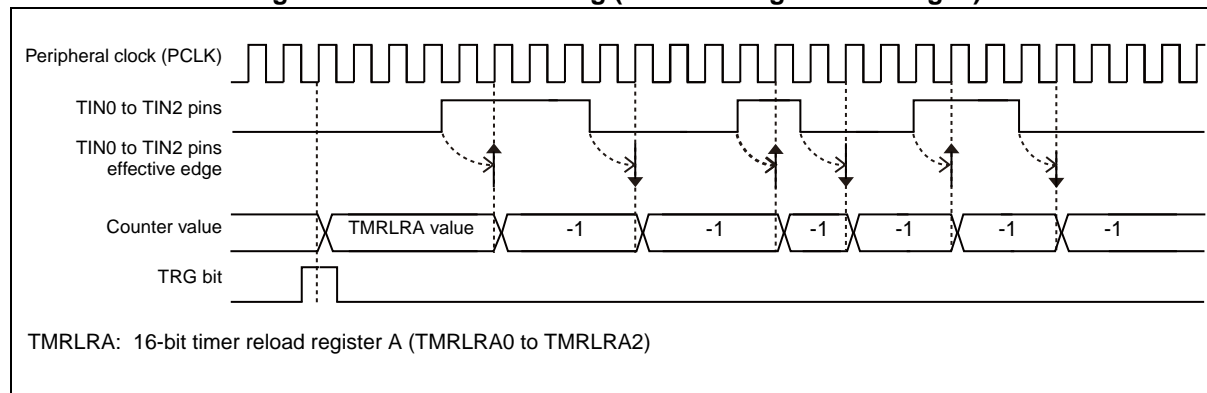 Peripheral clock (PCLK)
TIN0 to TIN2 pins
TIN0 to TIN2 pins
effective edge
Counter value
TMRLRA value
-1
-1
-1
-1
-1
-1
TRG bit
TMRLRA: 16-bit timer reload register A (TMRLRA0 to TMRLRA2)